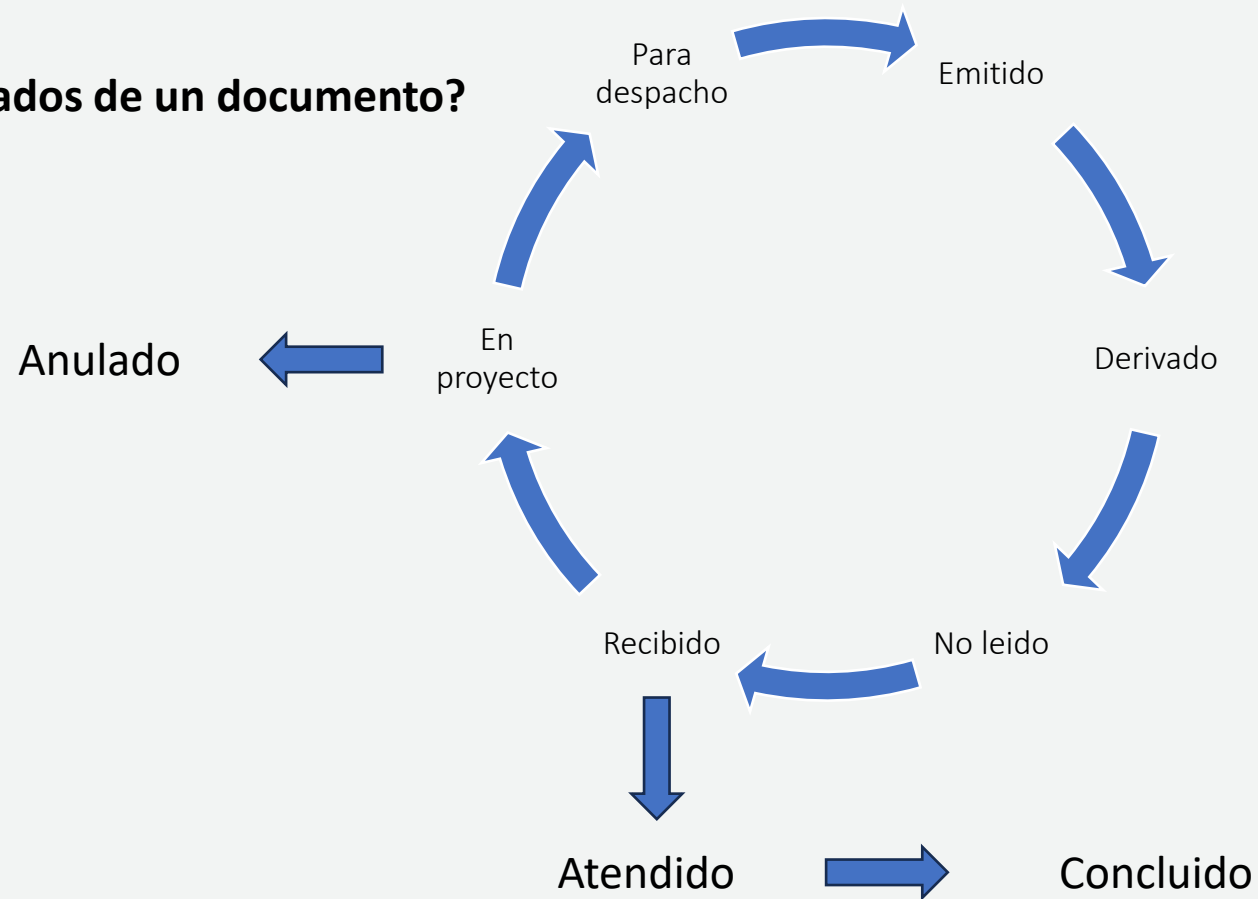 ados de un documento?
Para
despacho
Emitido
En
proyecto
Anulado
Derivado
Recibido
No leido
Atendido
Concluido